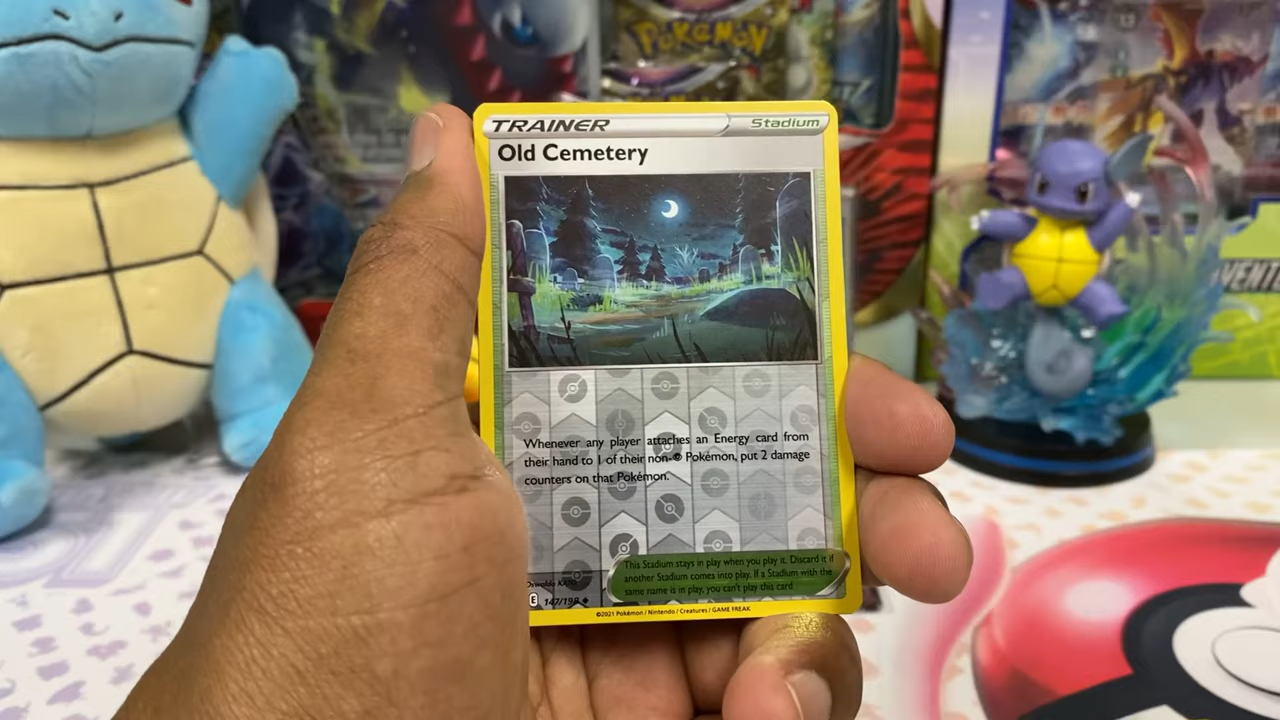 Pokémon
TRAINER
Stadium
Old Cemetery
Whenever any player attaches an Energy card from
their hand to 1 of their non- Pokémon, put 2 damage
counters on that Pokémon.
This Stadium stays in play when you play it. Discard it if
another Stadium comes into play. If a Stadium with the
same name is in play, you can't play this card
E 147/198
©2021 Pokémon / Nintendo / Creatures / GAME FREAK